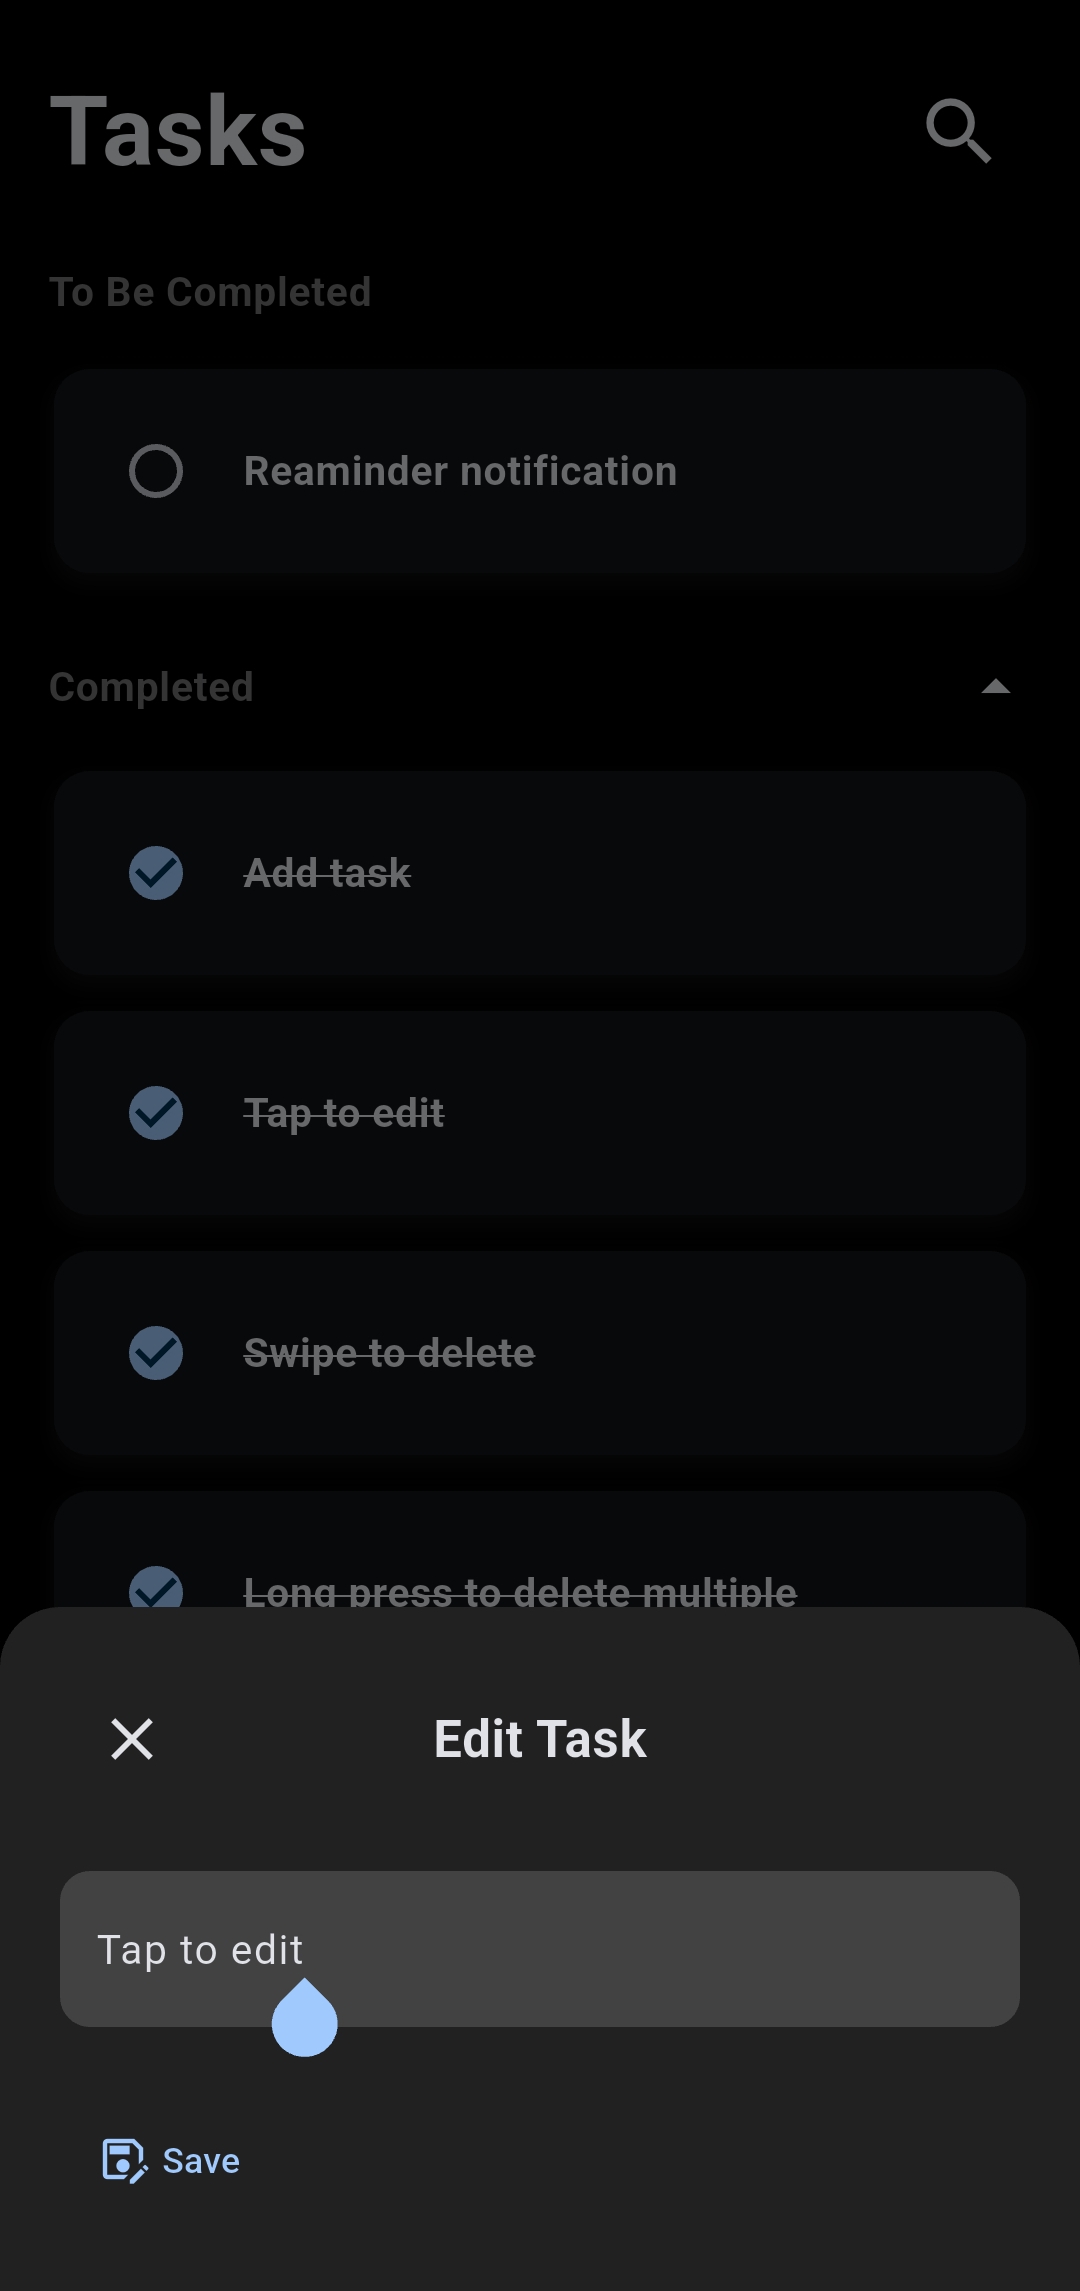 Tasks
To Be Completed
Reaminder notification
Completed
Add task
Tap to edit
Swipe to delete
Long press to delete multiple
Edit Task
Tap to edit
Save